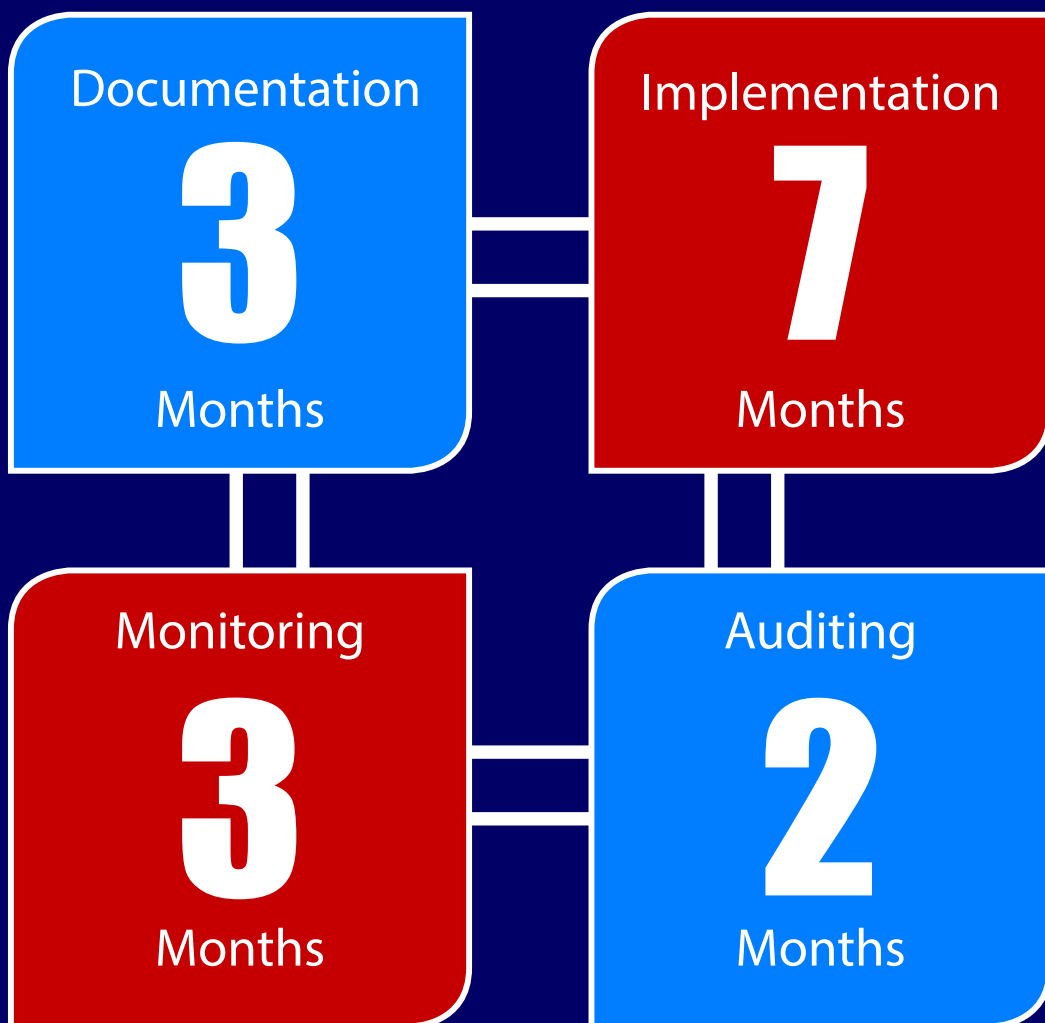 Documentation
3
Months
Implementation
7
Months
Monitoring
3
Months
Auditing
2
Months